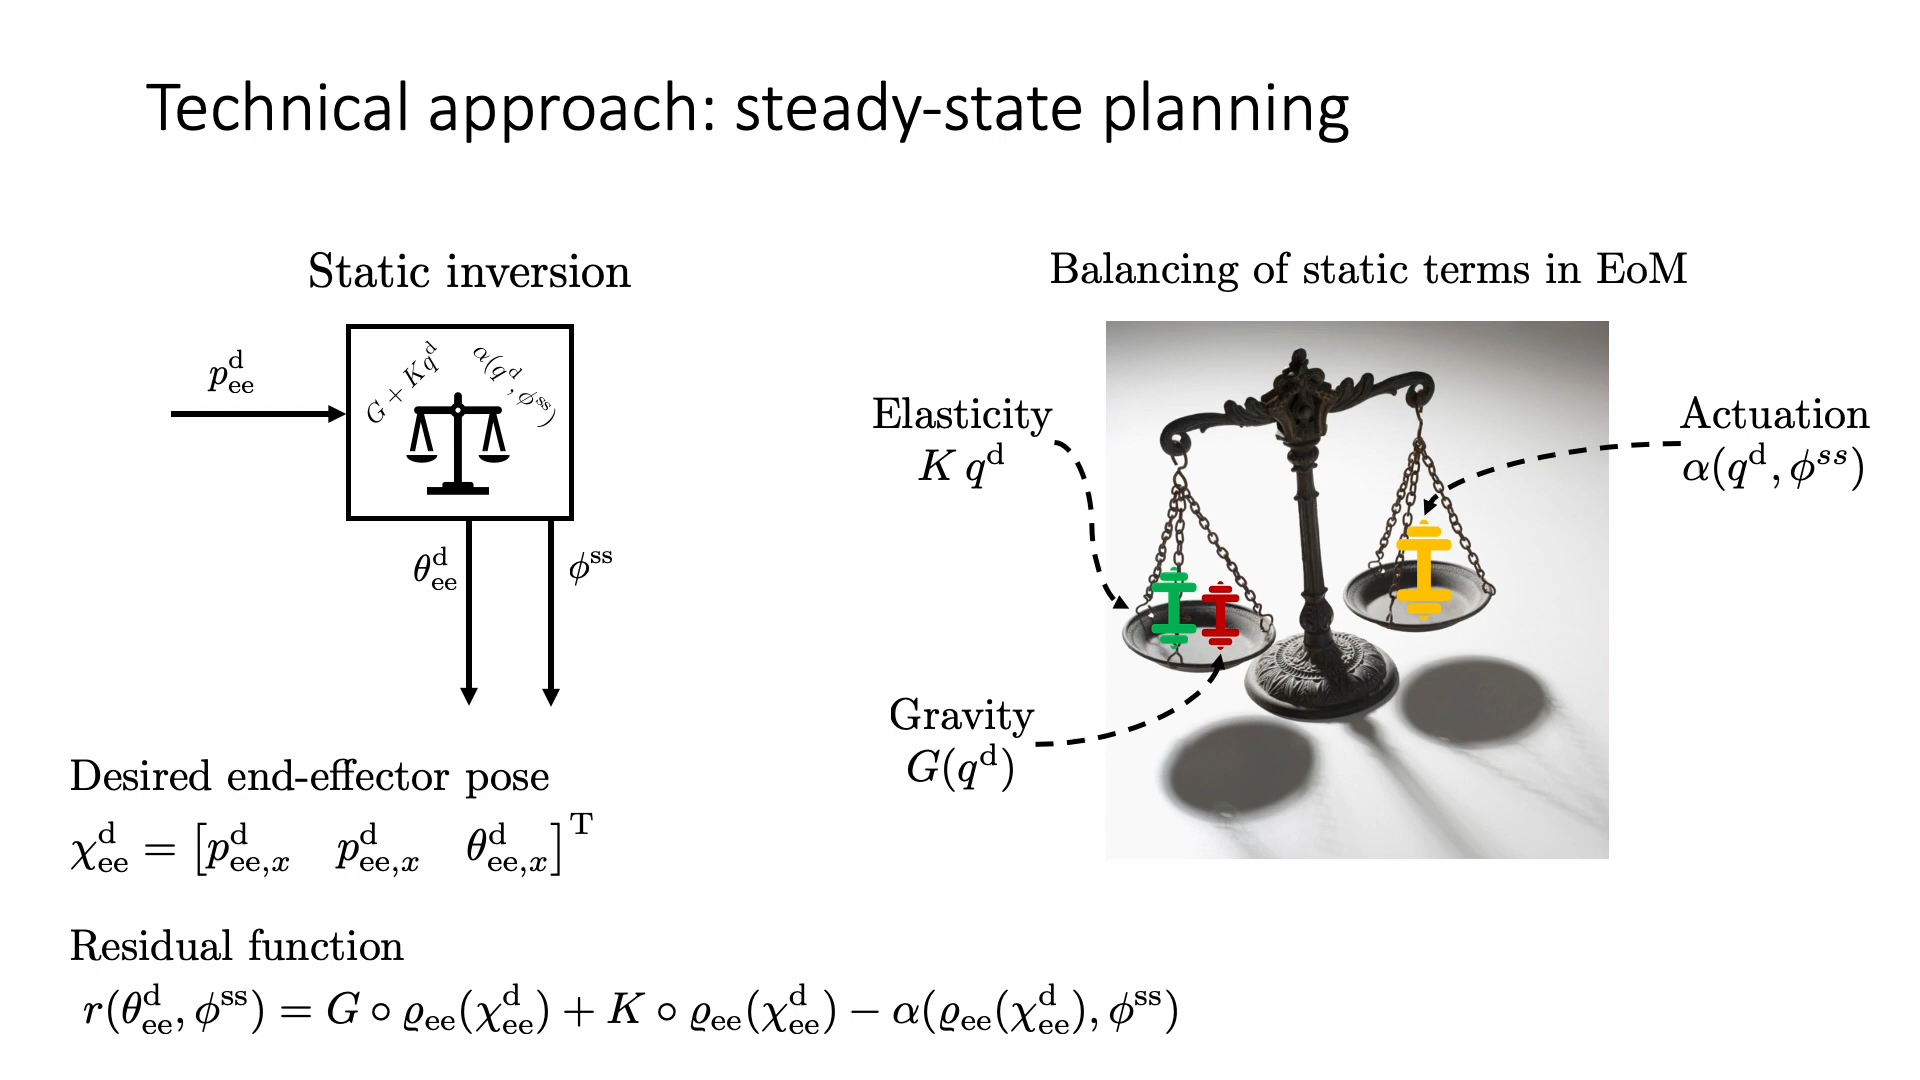 Technical approach: steady-state planning
Static inversion
p^d_ee
G + Kq^d
α(q^d, ϕ^ss)
θ^d_ee
ϕ^ss
Desired end-effector pose
χ^d_ee = [p^d_ee,x p^d_ee,x θ^d_ee,x]^T
Residual function
r(θ^d_ee, ϕ^ss) = G ∘ ϱ_ee(χ^d_ee) + K ∘ ϱ_ee(χ^d_ee) − α(ϱ_ee(χ^d_ee), ϕ^ss)
Balancing of static terms in EoM
Elasticity
K q^d
Gravity
G(q^d)
Actuation
α(q^d, ϕ^ss)